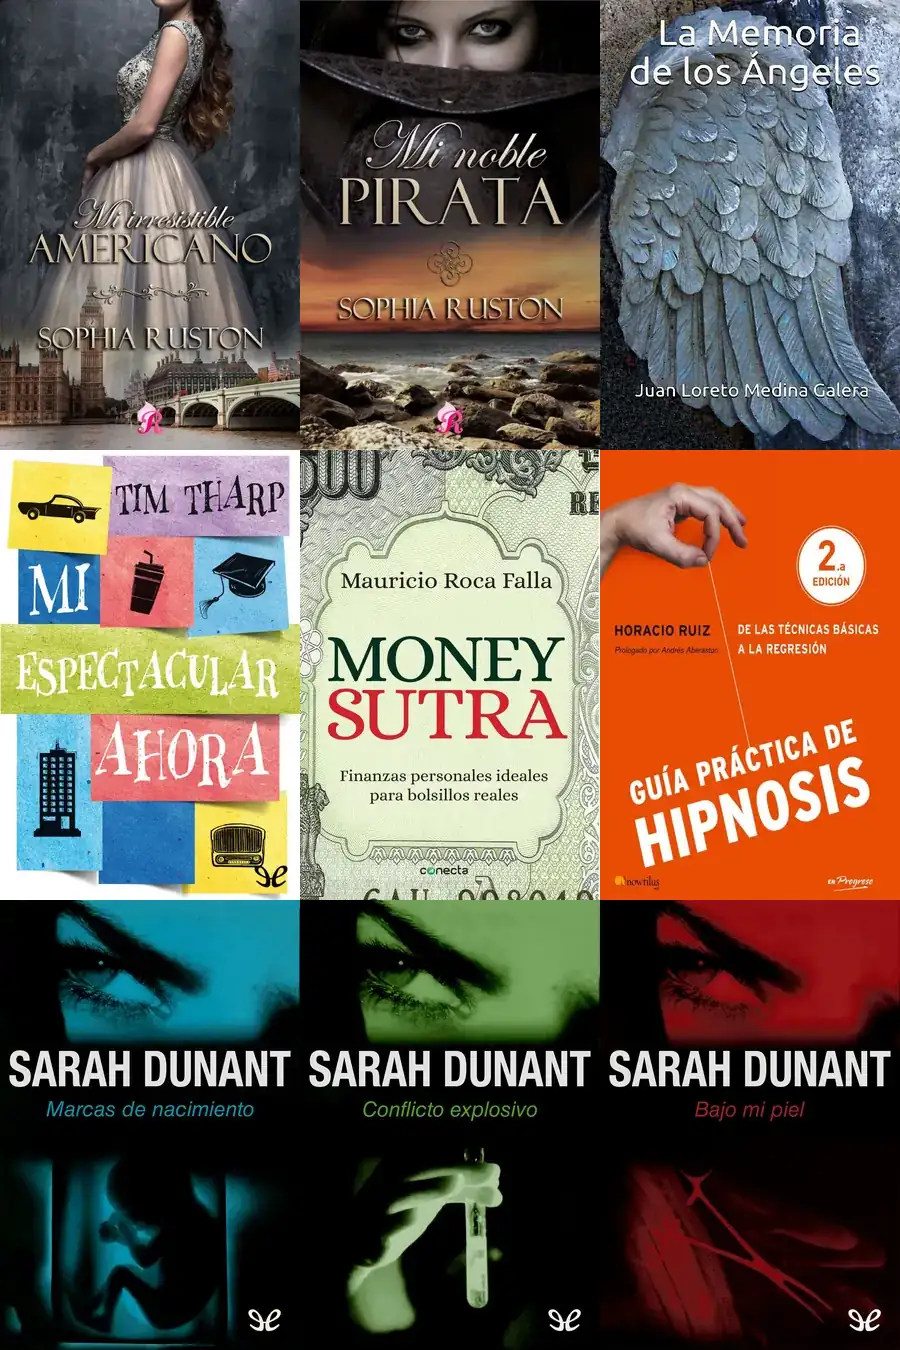 Mi irresistible
AMERICANO
SOPHIA RUSTON
R
Mi noble
PIRATA
SOPHIA RUSTON
R
La Memoria
de los Ángeles
Juan Loreto Medina Galera
TIM THARP
MI
ESPECTACULAR
AHORA
500
RE
Mauricio Roca Falla
MONEY
SUTRA
Finanzas personales ideales
para bolsillos reales
conecta
2.a
EDICIÓN
HORACIO RUIZ
Prologado por Andrés Aberastun
DE LAS TÉCNICAS BÁSICAS
A LA REGRESIÓN
GUÍA PRÁCTICA DE
HIPNOSIS
nowtilus
EN Progreso
SARAH DUNANT
Marcas de nacimiento
SARAH DUNANT
Conflicto explosivo
SARAH DUNANT
Bajo mi piel